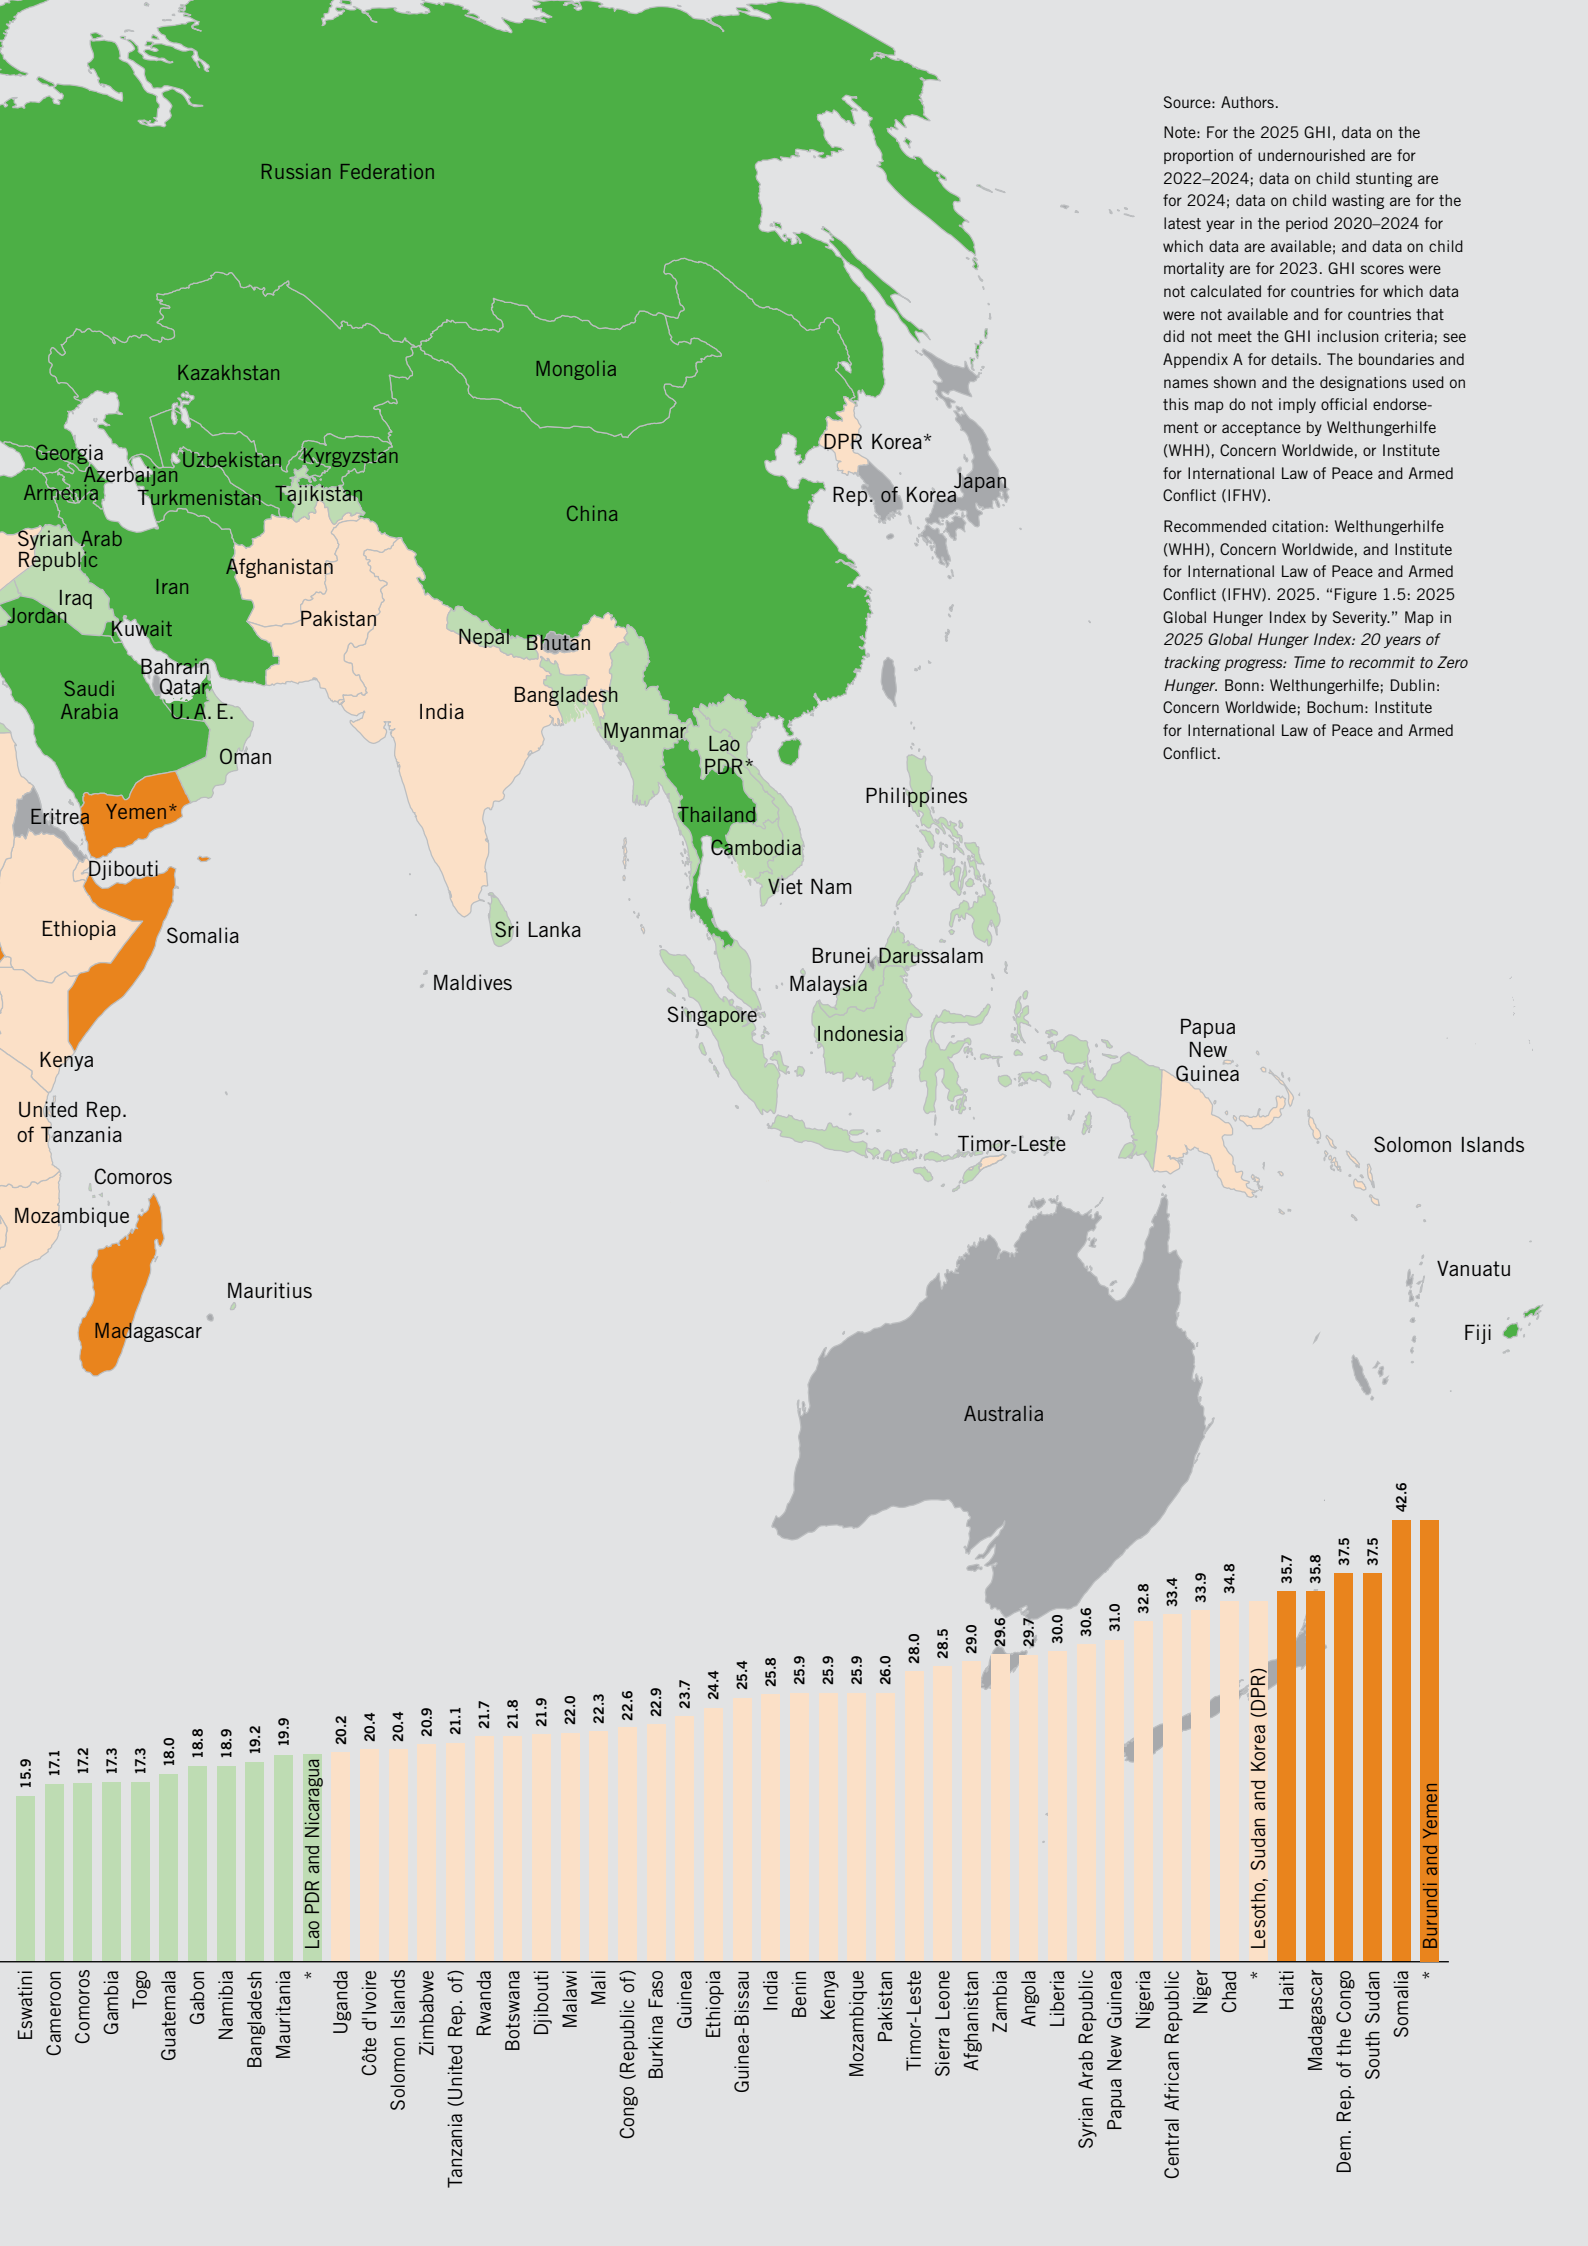 Source: Authors.
Note: For the 2025 GHI, data on the
proportion of undernourished are for
2022–2024; data on child stunting are
for 2024; data on child wasting are for the
latest year in the period 2020–2024 for
which data are available; and data on child
mortality are for 2023. GHI scores were
not calculated for countries for which data
were not available and for countries that
did not meet the GHI inclusion criteria; see
Appendix A for details. The boundaries and
names shown and the designations used on
this map do not imply official endorse-
ment or acceptance by Welthungerhilfe
(WHH), Concern Worldwide, or Institute
for International Law of Peace and Armed
Conflict (IFHV).
Recommended citation: Welthungerhilfe
(WHH), Concern Worldwide, and Institute
for International Law of Peace and Armed
Conflict (IFHV). 2025. “Figure 1.5: 2025
Global Hunger Index by Severity.” Map in
2025 Global Hunger Index: 20 years of
tracking progress: Time to recommit to Zero
Hunger. Bonn: Welthungerhilfe; Dublin:
Concern Worldwide; Bochum: Institute
for International Law of Peace and Armed
Conflict.
Russian Federation
Kazakhstan
Mongolia
Georgia
Azerbaijan
Armenia
Uzbekistan
Kyrgyzstan
Turkmenistan
Tajikistan
DPR Korea*
Rep. of Korea
Japan
China
Syrian Arab
Republic
Iraq
Jordan
Iran
Afghanistan
Pakistan
Kuwait
Bahrain
Qatar
Saudi
Arabia
U.A.E.
Oman
Nepal
Bhutan
Bangladesh
India
Myanmar
Lao
PDR*
Thailand
Cambodia
Viet Nam
Philippines
Eritrea
Yemen*
Djibouti
Ethiopia
Somalia
Sri Lanka
Maldives
Brunei Darussalam
Malaysia
Singapore
Indonesia
Papua
New
Guinea
Kenya
United Rep.
of Tanzania
Timor-Leste
Solomon Islands
Comoros
Mozambique
Mauritius
Madagascar
Vanuatu
Fiji
Australia
15.9
17.1
17.2
17.3
17.3
18.0
18.8
18.9
19.2
19.9
Lao PDR and Nicaragua
20.2
20.4
20.4
20.9
21.1
21.7
21.8
21.9
22.0
22.3
22.6
22.9
23.7
24.4
25.4
25.8
25.9
25.9
25.9
26.0
28.0
28.5
29.0
29.6
29.7
30.0
30.6
31.0
32.8
33.4
33.9
34.8
Lesotho, Sudan and Korea (DPR)
35.7
35.8
37.5
37.5
42.6
Burundi and Yemen
Eswatini
Cameroon
Comoros
Gambia
Togo
Guatemala
Gabon
Namibia
Bangladesh
Mauritania
*
Uganda
Côte d'Ivoire
Solomon Islands
Zimbabwe
Tanzania (United Rep. of)
Rwanda
Botswana
Djibouti
Malawi
Mali
Congo (Republic of)
Burkina Faso
Guinea
Ethiopia
Guinea-Bissau
India
Benin
Kenya
Mozambique
Pakistan
Timor-Leste
Sierra Leone
Afghanistan
Zambia
Angola
Liberia
Syrian Arab Republic
Papua New Guinea
Nigeria
Central African Republic
Niger
Chad
*
Haiti
Madagascar
Dem. Rep. of the Congo
South Sudan
Somalia
*